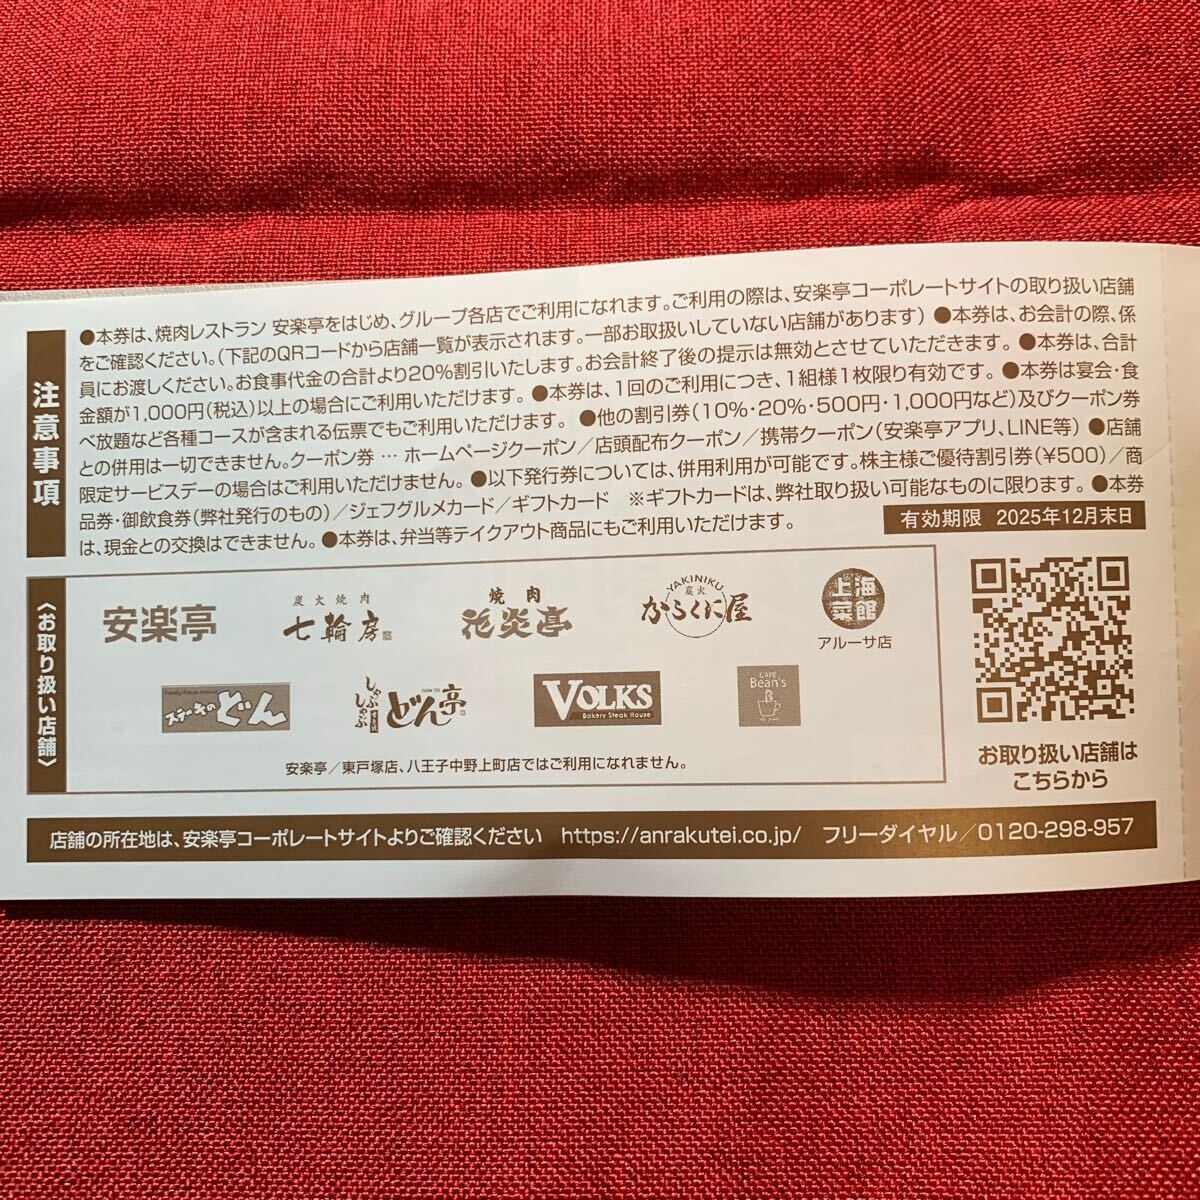 注意事項
●本券は、焼肉レストラン 安楽亭をはじめ、グループ各店でご利用になれます。ご利用の際は、安楽亭コーポレートサイトの取り扱い店舗
をご確認ください。(下記のQRコードから店舗一覧が表示されます。一部お取扱いしていない店舗があります) ●本券は、お会計の際、係
員にお渡しください。お食事代金の合計より20%割引いたします。お会計終了後の提示は無効とさせていただきます。 ●本券は、合計
金額が1,000円(税込)以上の場合にご利用いただけます。 ●本券は、1回のご利用につき、1組様1枚限り有効です。 ●本券は宴会・食
べ放題など各種コースが含まれる伝票でもご利用いただけます。 ●他の割引券(10%・20%・500円・1,000円など)及びクーポン券
との併用は一切できません。クーポン券 … ホームページクーポン/店頭配布クーポン/携帯クーポン(安楽亭アプリ、LINE等) ●店舗
限定サービスデーの場合はご利用いただけません。 ●以下発行券については、併用利用が可能です。株主様ご優待割引券(¥500)/商
品券・御飲食券(弊社発行のもの)/ジェフグルメカード/ギフトカード ※ギフトカードは、弊社取り扱い可能なものに限ります。 ●本券
は、現金との交換はできません。 ●本券は、弁当等テイクアウト商品にもご利用いただけます。
有効期限 2025年12月末日
〈お取り扱い店舗〉
安楽亭
炭火焼肉
七輪房
焼肉
花炎亭
YAKINIKU
炭火
からくに屋
上海
菜館
アルーサ店
Family Steak House
ステーキのどん
しゃぶ
しゃぶ
どん亭
VOLKS
Bakery Steak House
CAFE
Bean's
安楽亭/東戸塚店、八王子中野上町店ではご利用になれません。
お取り扱い店舗は
こちらから
店舗の所在地は、安楽亭コーポレートサイトよりご確認ください https://anrakutei.co.jp/ フリーダイヤル/0120-298-957